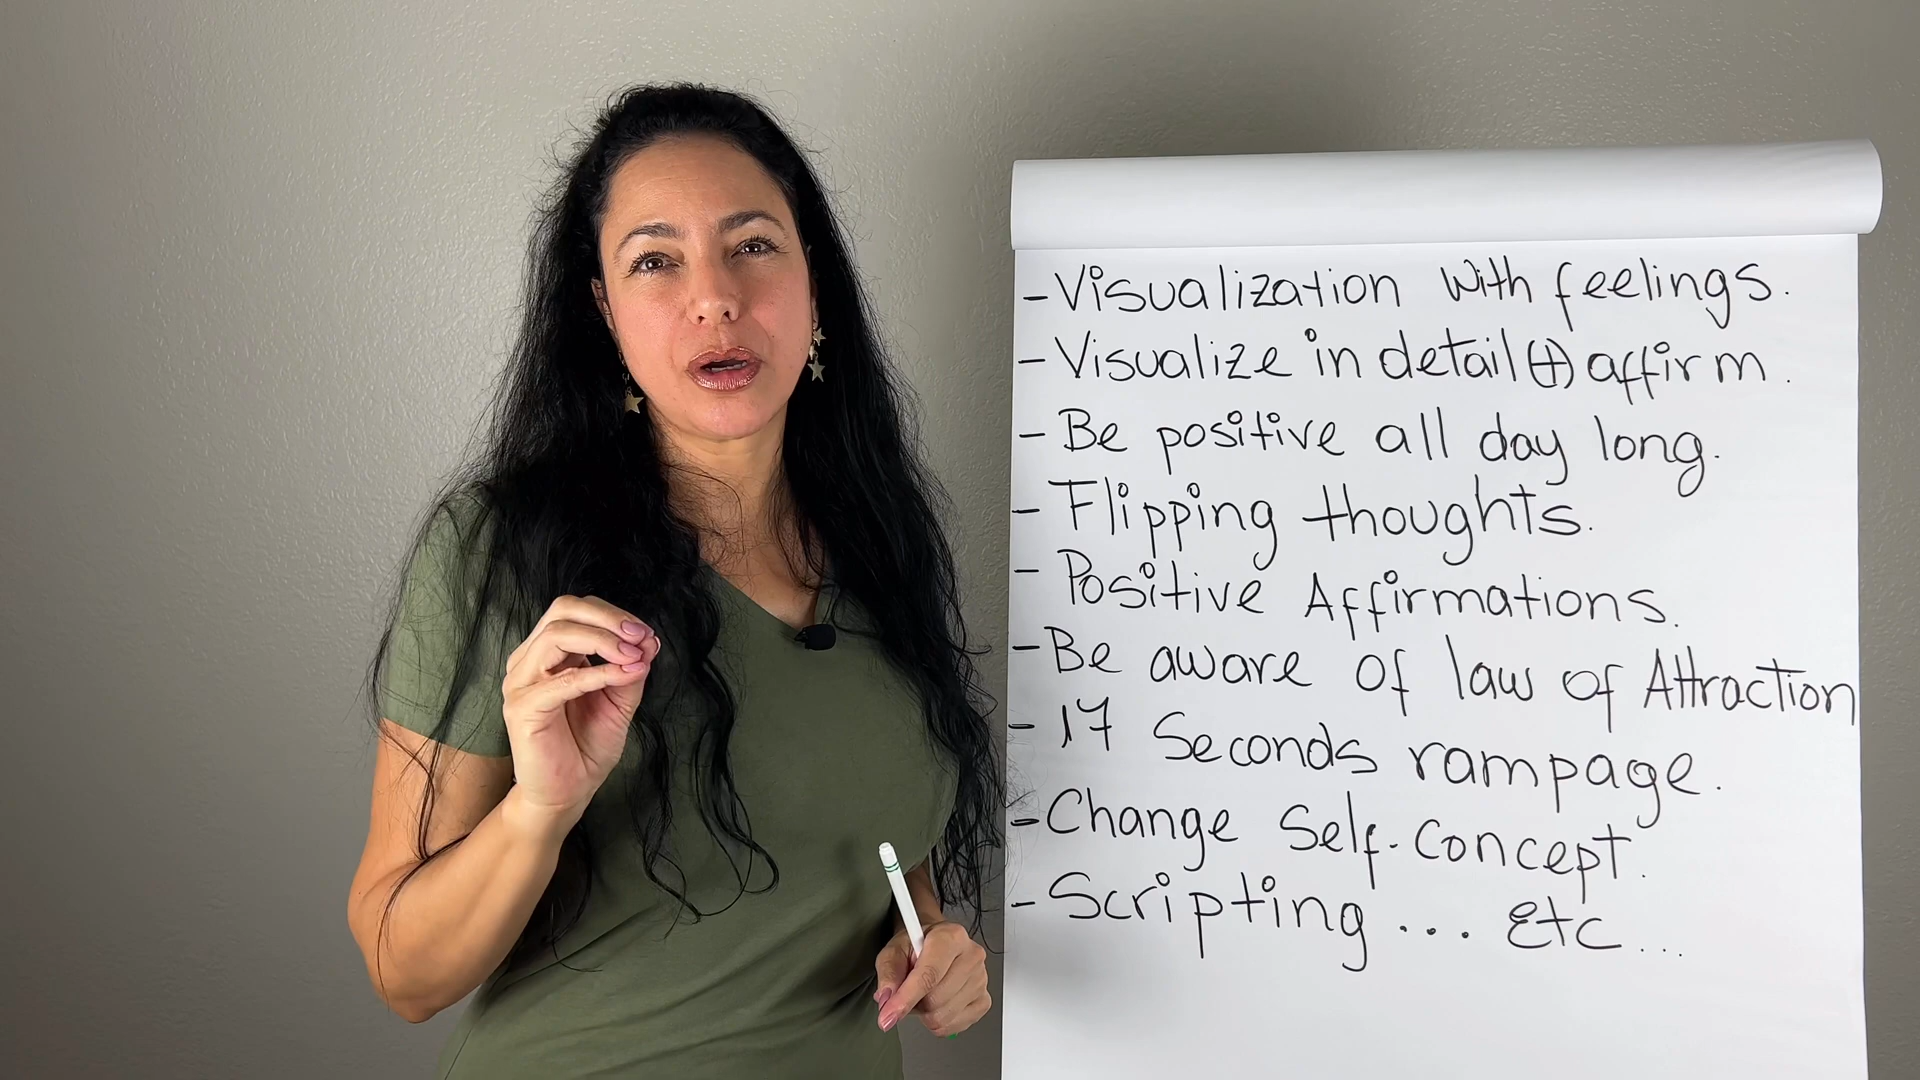 - Visualization with feelings.
- Visualize in detail (+) affirm.
- Be positive all day long.
- Flipping thoughts.
- Positive Affirmations.
- Be aware of law of Attraction
- 17 Seconds rampage.
- Change Self-Concept.
- Scripting ... Etc ...